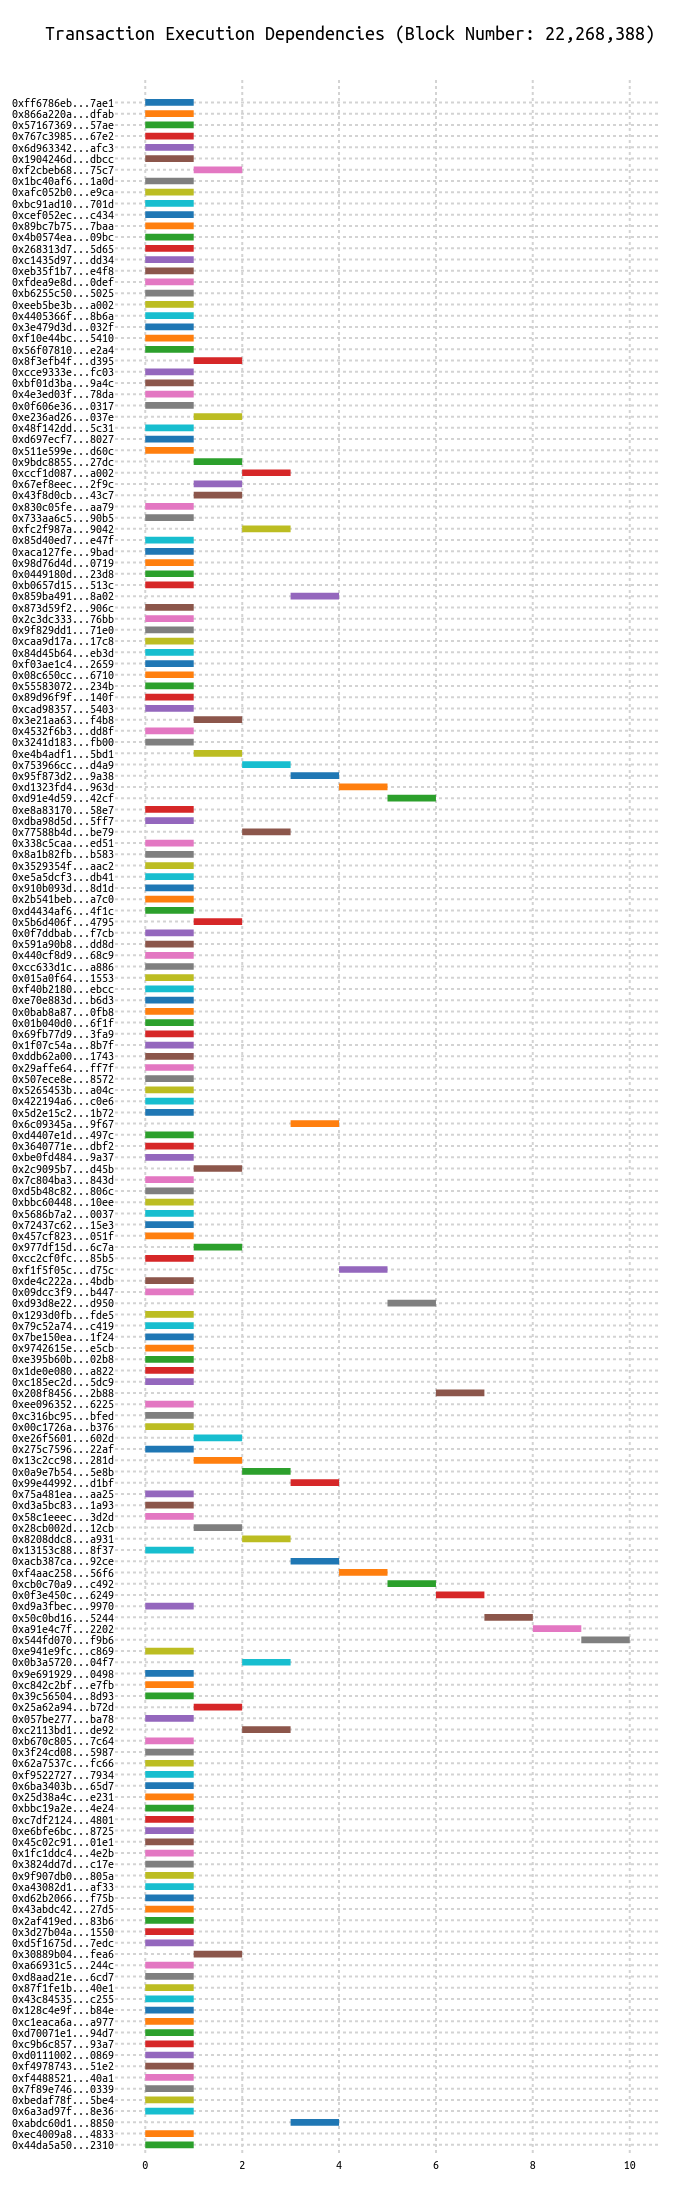 Transaction Execution Dependencies (Block Number: 22,268,388)
0xff6786eb...7ae1
0x866a220a...dfab
0x57167369...57ae
0x767c3985...67e2
0x6d963342...afc3
0x1904246d...dbcc
0xf2cbeb68...75c7
0x1bc40af6...1a0d
0xafc052b0...e9ca
0xbc91ad10...701d
0xcef052ec...c434
0x89bc7b75...7baa
0x4b0574ea...09bc
0x268313d7...5d65
0xc1435d97...dd34
0xeb35f1b7...e4f8
0xfdea9e8d...0def
0xb6255c50...5025
0xeeb5be3b...a002
0x4405366f...8b6a
0x3e479d3d...032f
0xf10e44bc...5410
0x56f07810...e2a4
0x8f3efb4f...d395
0xcce9333e...fc03
0xbf01d3ba...9a4c
0x4e3ed03f...78da
0x0f606e36...0317
0xe236ad26...037e
0x48f142dd...5c31
0xd697ecf7...8027
0x511e599e...d60c
0x9bdc8855...27dc
0xccf1d087...a002
0x67ef8eec...2f9c
0x43f8d0cb...43c7
0x830c05fe...aa79
0x733aa6c5...90b5
0xfc2f987a...9042
0x85d40ed7...e47f
0xaca127fe...9bad
0x98d76d4d...0719
0x0449180d...23d8
0xb0657d15...513c
0x859ba491...8a02
0x873d59f2...906c
0x2c3dc333...76bb
0x9f829dd1...71e0
0xcaa9d17a...17c8
0x84d45b64...eb3d
0xf03ae1c4...2659
0x08c650cc...6710
0x55583072...234b
0x89d96f9f...140f
0xcad98357...5403
0x3e21aa63...f4b8
0x4532f6b3...dd8f
0x3241d183...fb00
0xe4b4adf1...5bd1
0x753966cc...d4a9
0x95f873d2...9a38
0xd1323fd4...963d
0xd91e4d59...42cf
0xe8a83170...58e7
0xdba98d5d...5ff7
0x77588b4d...be79
0x338c5caa...ed51
0x8a1b82fb...b583
0x3529354f...aac2
0xe5a5dcf3...db41
0x910b093d...8d1d
0x2b541beb...a7c0
0xd4434af6...4f1c
0x5b6d406f...4795
0x0f7ddbab...f7cb
0x591a90b8...dd8d
0x440cf8d9...68c9
0xcc633d1c...a886
0x015a0f64...1553
0xf40b2180...ebcc
0xe70e883d...b6d3
0x0bab8a87...0fb8
0x01b040d0...6f1f
0x69fb77d9...3fa9
0x1f07c54a...8b7f
0xddb62a00...1743
0x29affe64...ff7f
0x507ece8e...8572
0x5265453b...a04c
0x422194a6...c0e6
0x5d2e15c2...1b72
0x6c09345a...9f67
0xd4407e1d...497c
0x3640771e...dbf2
0xbe0fd484...9a37
0x2c9095b7...d45b
0x7c804ba3...843d
0xd5b48c82...806c
0xbbc60448...10ee
0x5686b7a2...0037
0x72437c62...15e3
0x457cf823...051f
0x977df15d...6c7a
0xcc2cf0fc...85b5
0xf1f5f05c...d75c
0xde4c222a...4bdb
0x09dcc3f9...b447
0xd93d8e22...d950
0x1293d0fb...fde5
0x79c52a74...c419
0x7be150ea...1f24
0x9742615e...e5cb
0xe395b60b...02b8
0x1de0e080...a822
0xc185ec2d...5dc9
0x208f8456...2b88
0xee096352...6225
0xc316bc95...bfed
0x00c1726a...b376
0xe26f5601...602d
0x275c7596...22af
0x13c2cc98...281d
0x0a9e7b54...5e8b
0x99e44992...d1bf
0x75a481ea...aa25
0xd3a5bc83...1a93
0x58c1eeec...3d2d
0x28cb002d...12cb
0x8208ddc8...a931
0x13153c88...8f37
0xacb387ca...92ce
0xf4aac258...56f6
0xcb0c70a9...c492
0x0f3e450c...6249
0xd9a3fbec...9970
0x50c0bd16...5244
0xa91e4c7f...2202
0x544fd070...f9b6
0xe941e9fc...c869
0x0b3a5720...04f7
0x9e691929...0498
0xc842c2bf...e7fb
0x39c56504...8d93
0x25a62a94...b72d
0x057be277...ba78
0xc2113bd1...de92
0xb670c805...7c64
0x3f24cd08...5987
0x62a7537c...fc66
0xf9522727...7934
0x6ba3403b...65d7
0x25d38a4c...e231
0xbbc19a2e...4e24
0xc7df2124...4801
0xe6bfe6bc...8725
0x45c02c91...01e1
0x1fc1ddc4...4e2b
0x3824dd7d...c17e
0x9f907db0...805a
0xa43082d1...af33
0xd62b2066...f75b
0x43abdc42...27d5
0x2af419ed...83b6
0x3d27b04a...1550
0xd5f1675d...7edc
0x30889b04...fea6
0xa66931c5...244c
0xd8aad21e...6cd7
0x87f1fe1b...40e1
0x43c84535...c255
0x128c4e9f...b84e
0xc1eaca6a...a977
0xd70071e1...94d7
0xc9b6c857...93a7
0xd0111002...0869
0xf4978743...51e2
0xf4488521...40a1
0x7f89e746...0339
0xbedaf78f...5be4
0x6a3ad97f...8e36
0xabdc60d1...8850
0xec4009a8...4833
0x44da5a50...2310
0 2 4 6 8 10